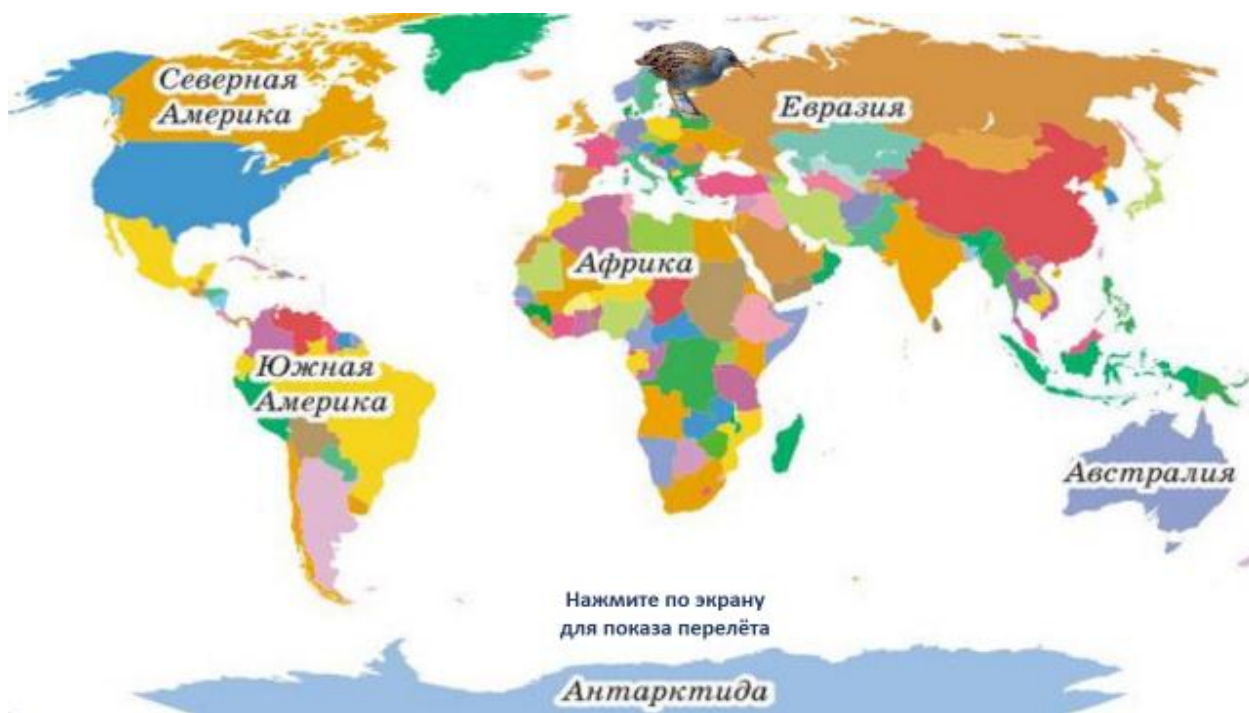 Северная
Америка
Евразия
Африка
Южная
Америка
Австралия
Нажмите по экрану
для показа перелёта
Антарктида